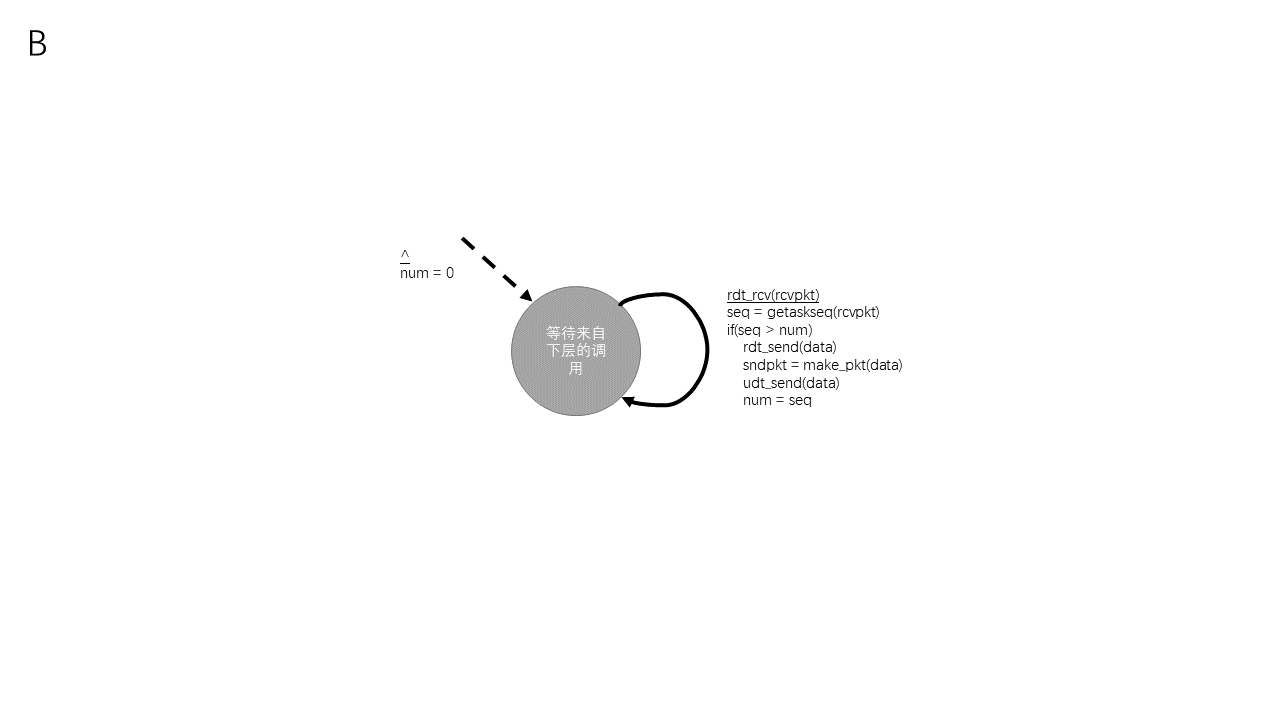 B
^
num = 0
等待来自
下层的调
用
rdt_rcv(rcvpkt)
seq = getaskseq(rcvpkt)
if(seq > num)
rdt_send(data)
sndpkt = make_pkt(data)
udt_send(data)
num = seq